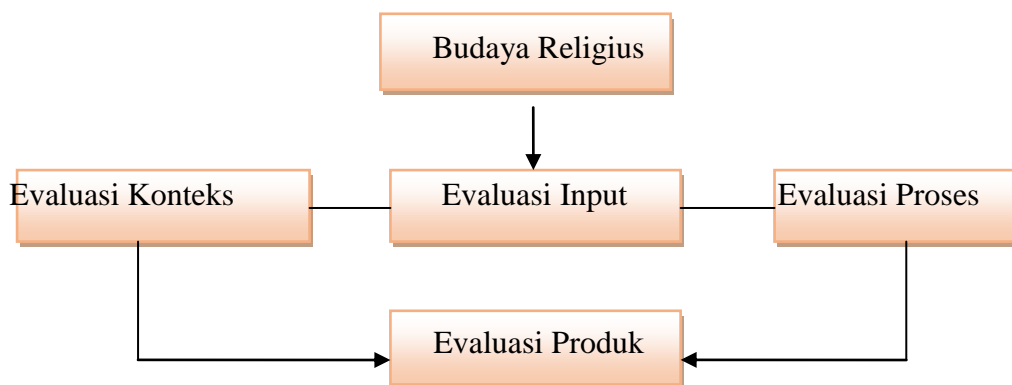 Budaya Religius
Evaluasi Konteks
Evaluasi Input
Evaluasi Proses
Evaluasi Produk